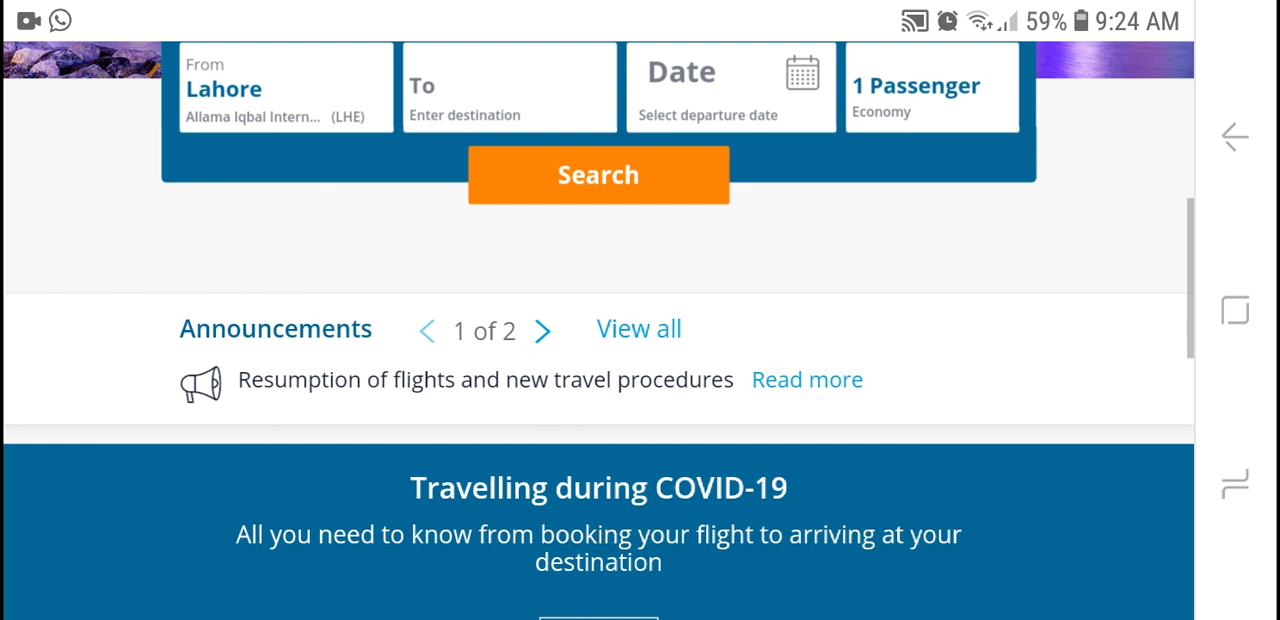 59% 9:24 AM
From
Lahore
Allama Iqbal Intern... (LHE)
To
Enter destination
Date
Select departure date
1 Passenger
Economy
Search
Announcements 1 of 2 View all
Resumption of flights and new travel procedures Read more
Travelling during COVID-19
All you need to know from booking your flight to arriving at your
destination